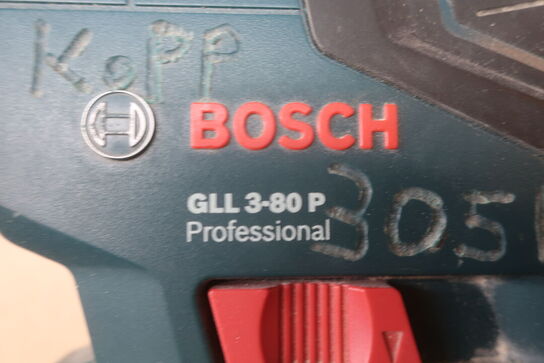 KOPP
BOSCH
GLL 3-80 P
Professional
305